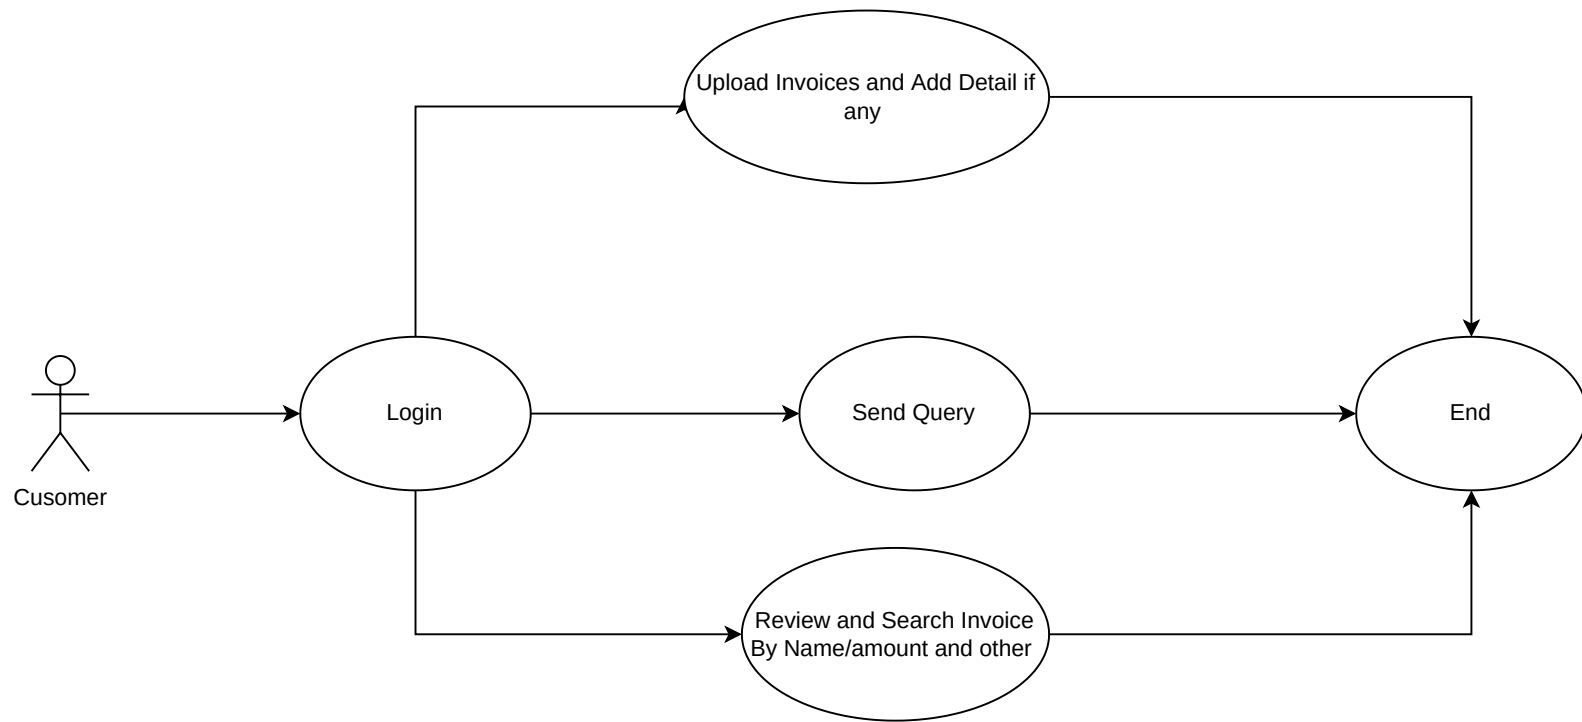 Upload Invoices and Add Detail if
any
Login
Send Query
End
Cusomer
Review and Search Invoice
By Name/amount and other